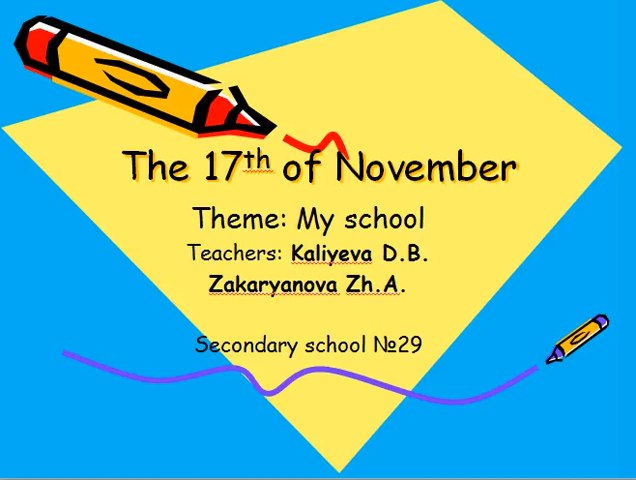 The 17th of November
Theme: My school
Teachers: Kaliyeva D.B.
Zakaryanova Zh.A.
Secondary school №29